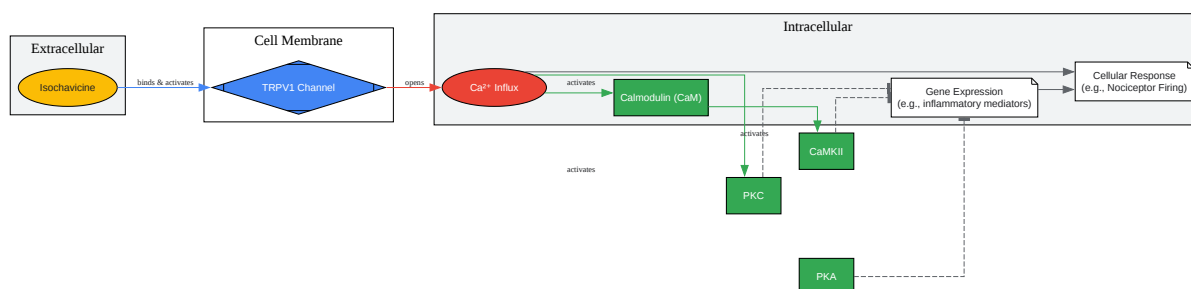 Extracellular
Isochavicine
binds & activates
Cell Membrane
TRPV1 Channel
opens
Intracellular
Ca²⁺ Influx
activates
Calmodulin (CaM)
activates
CaMKII
activates
PKC
PKA
Gene Expression
(e.g., inflammatory mediators)
Cellular Response
(e.g., Nociceptor Firing)